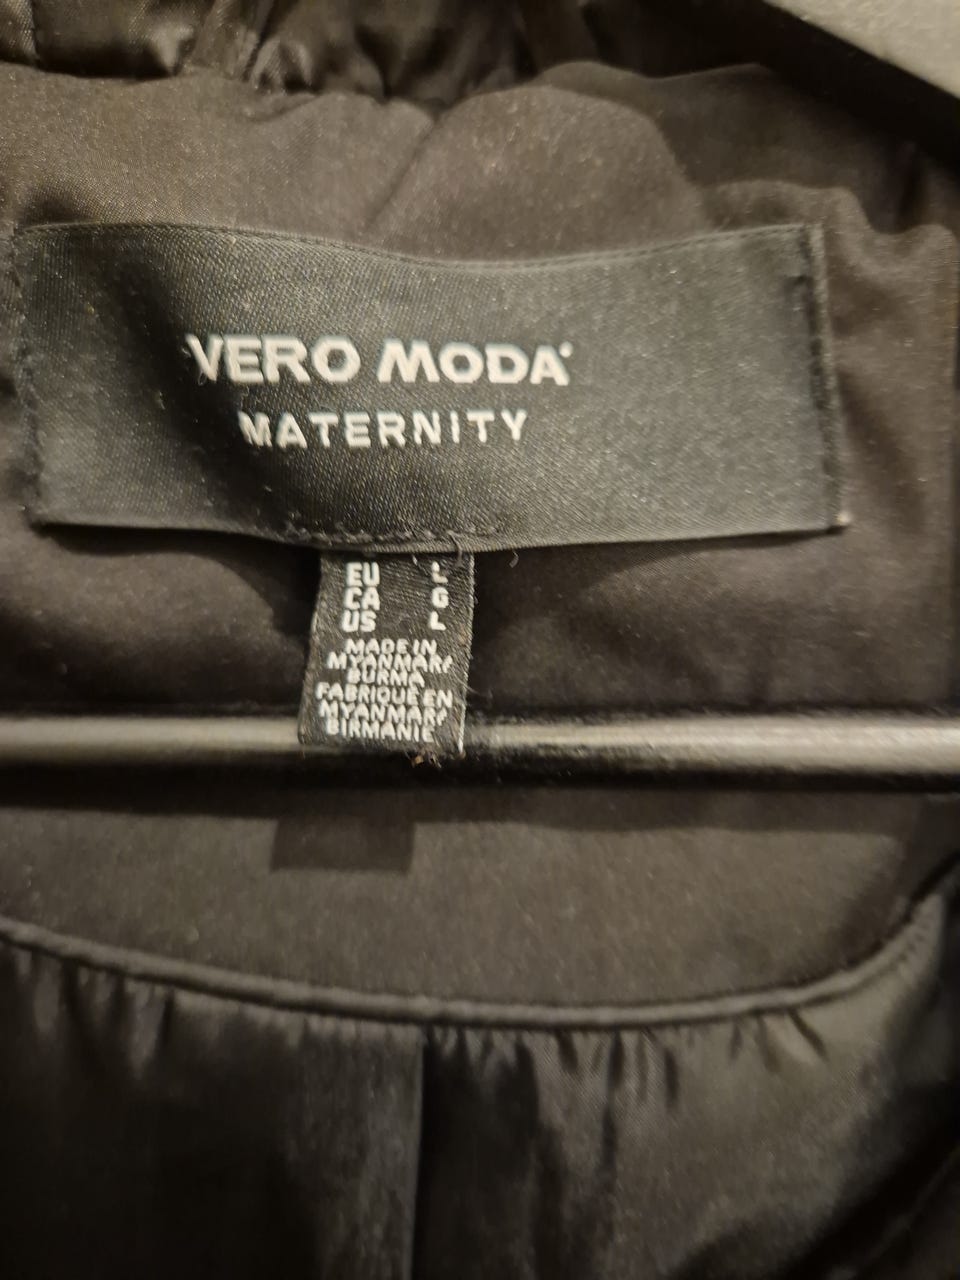 VERO MODA
MATERNITY
EU L
CA G
US L
MADE IN
MYANMAR/
BURMA
FABRIQUÉ EN
MYANMAR/
BIRMANIE